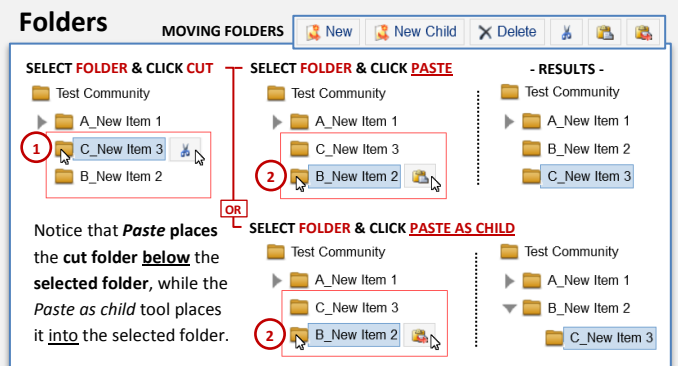 Folders
MOVING FOLDERS
New
New Child
Delete
SELECT FOLDER & CLICK CUT
Test Community
A_New Item 1
1
C_New Item 3
B_New Item 2
SELECT FOLDER & CLICK PASTE
Test Community
A_New Item 1
C_New Item 3
2
B_New Item 2
- RESULTS -
Test Community
A_New Item 1
B_New Item 2
C_New Item 3
OR
Notice that Paste places
the cut folder below the
selected folder, while the
Paste as child tool places
it into the selected folder.
SELECT FOLDER & CLICK PASTE AS CHILD
Test Community
A_New Item 1
C_New Item 3
2
B_New Item 2
Test Community
A_New Item 1
B_New Item 2
C_New Item 3